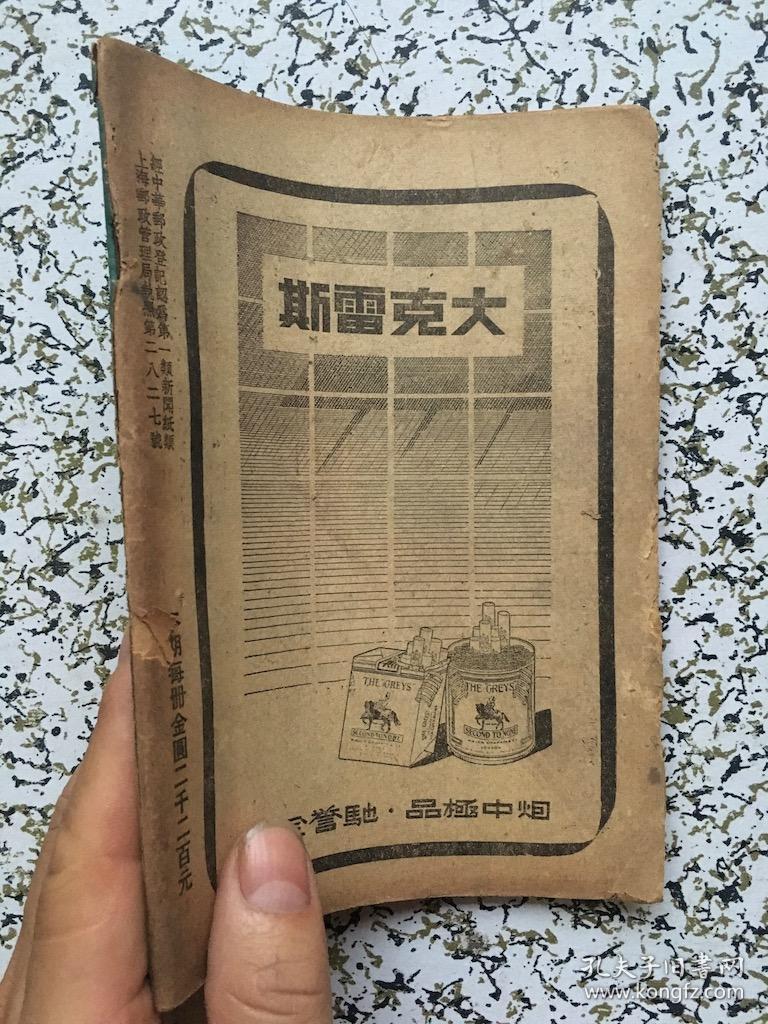 大克雷斯
THE "GREYS"
SECOND TO NONE
THE "GREYS"
SECOND TO NONE
LONDON
烟中極品·馳譽
經中華郵政登記認爲第一類新聞紙類
上海郵政管理局執照第二八二七號
期每册金圓二千二百元
孔夫子旧書网
www.kongfz.com